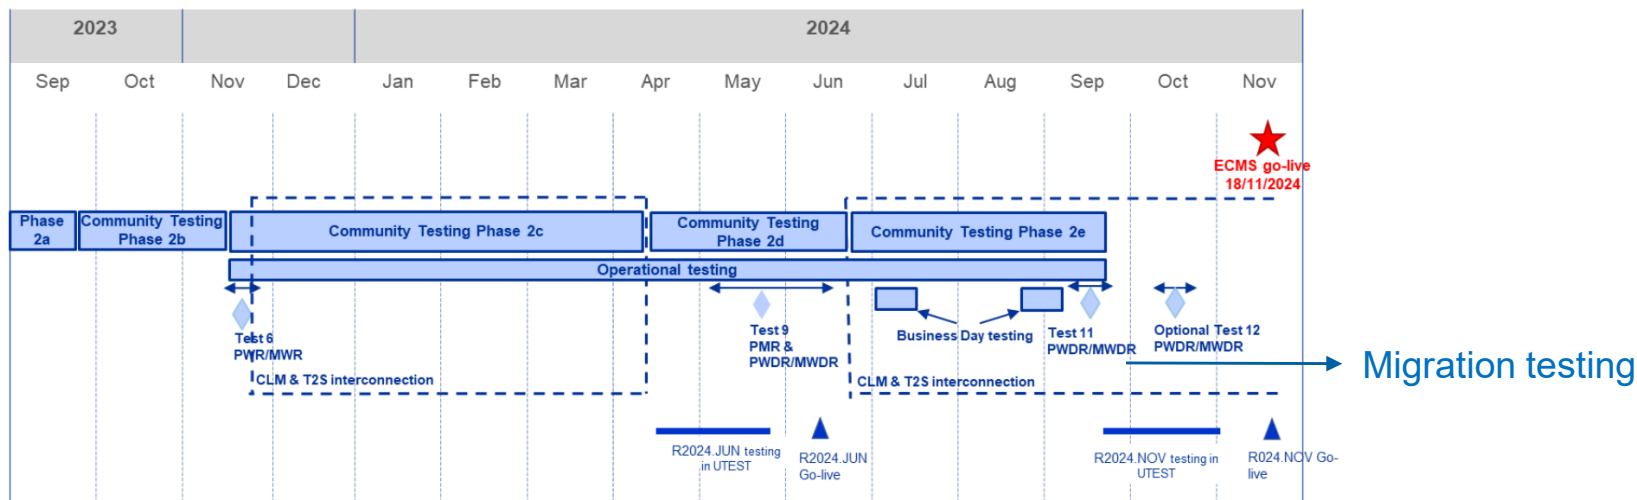 2023
2024
Sep
Oct
Nov
Dec
Jan
Feb
Mar
Apr
May
Jun
Jul
Aug
Sep
Oct
Nov
ECMS go-live
18/11/2024
Phase
2a
Community Testing
Phase 2b
Community Testing Phase 2c
Community Testing
Phase 2d
Community Testing Phase 2e
Operational testing
Test 6
PWR/MWR
CLM & T2S interconnection
Test 9
PMR &
PWDR/MWDR
Business Day testing
Test 11
PWDR/MWDR
Optional Test 12
PWDR/MWDR
CLM & T2S interconnection
Migration testing
R2024.JUN testing
in UTEST
R2024.JUN
Go-live
R2024.NOV testing in
UTEST
R024.NOV Go-
live